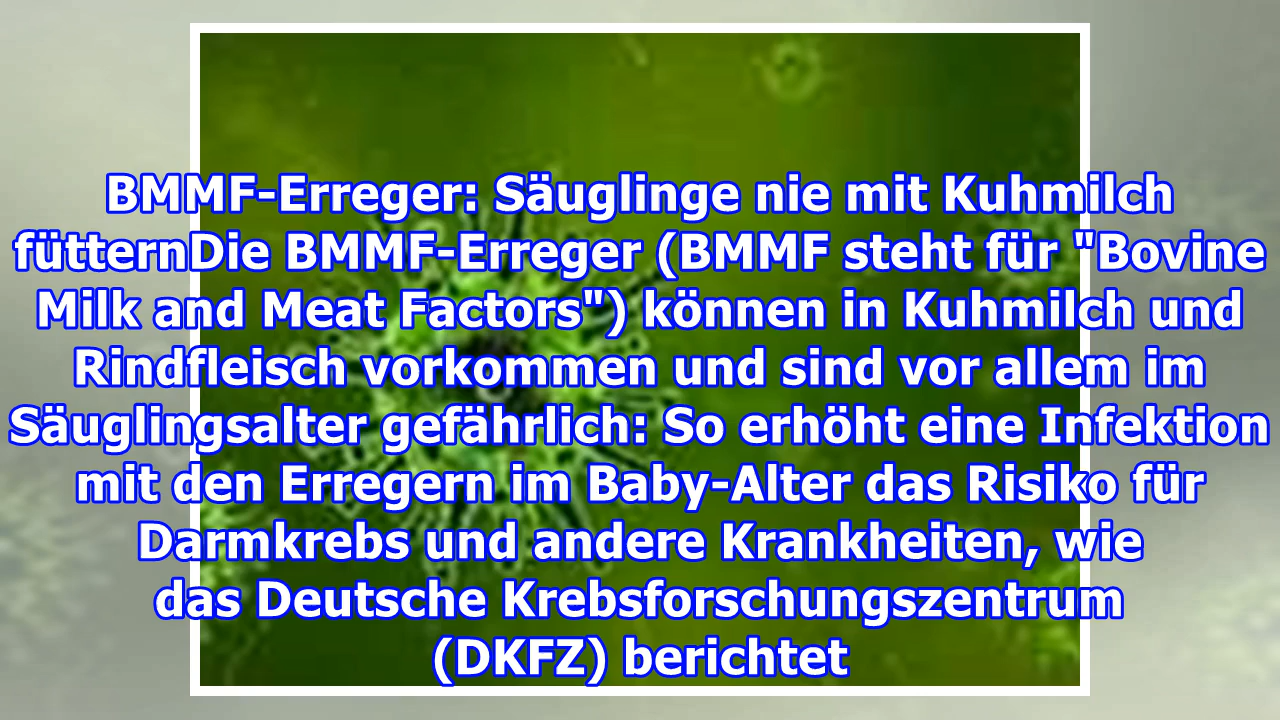 BMMF-Erreger: Säuglinge nie mit Kuhmilch
fütternDie BMMF-Erreger (BMMF steht für "Bovine
Milk and Meat Factors") können in Kuhmilch und
Rindfleisch vorkommen und sind vor allem im
Säuglingsalter gefährlich: So erhöht eine Infektion
mit den Erregern im Baby-Alter das Risiko für
Darmkrebs und andere Krankheiten, wie
das Deutsche Krebsforschungszentrum
(DKFZ) berichtet